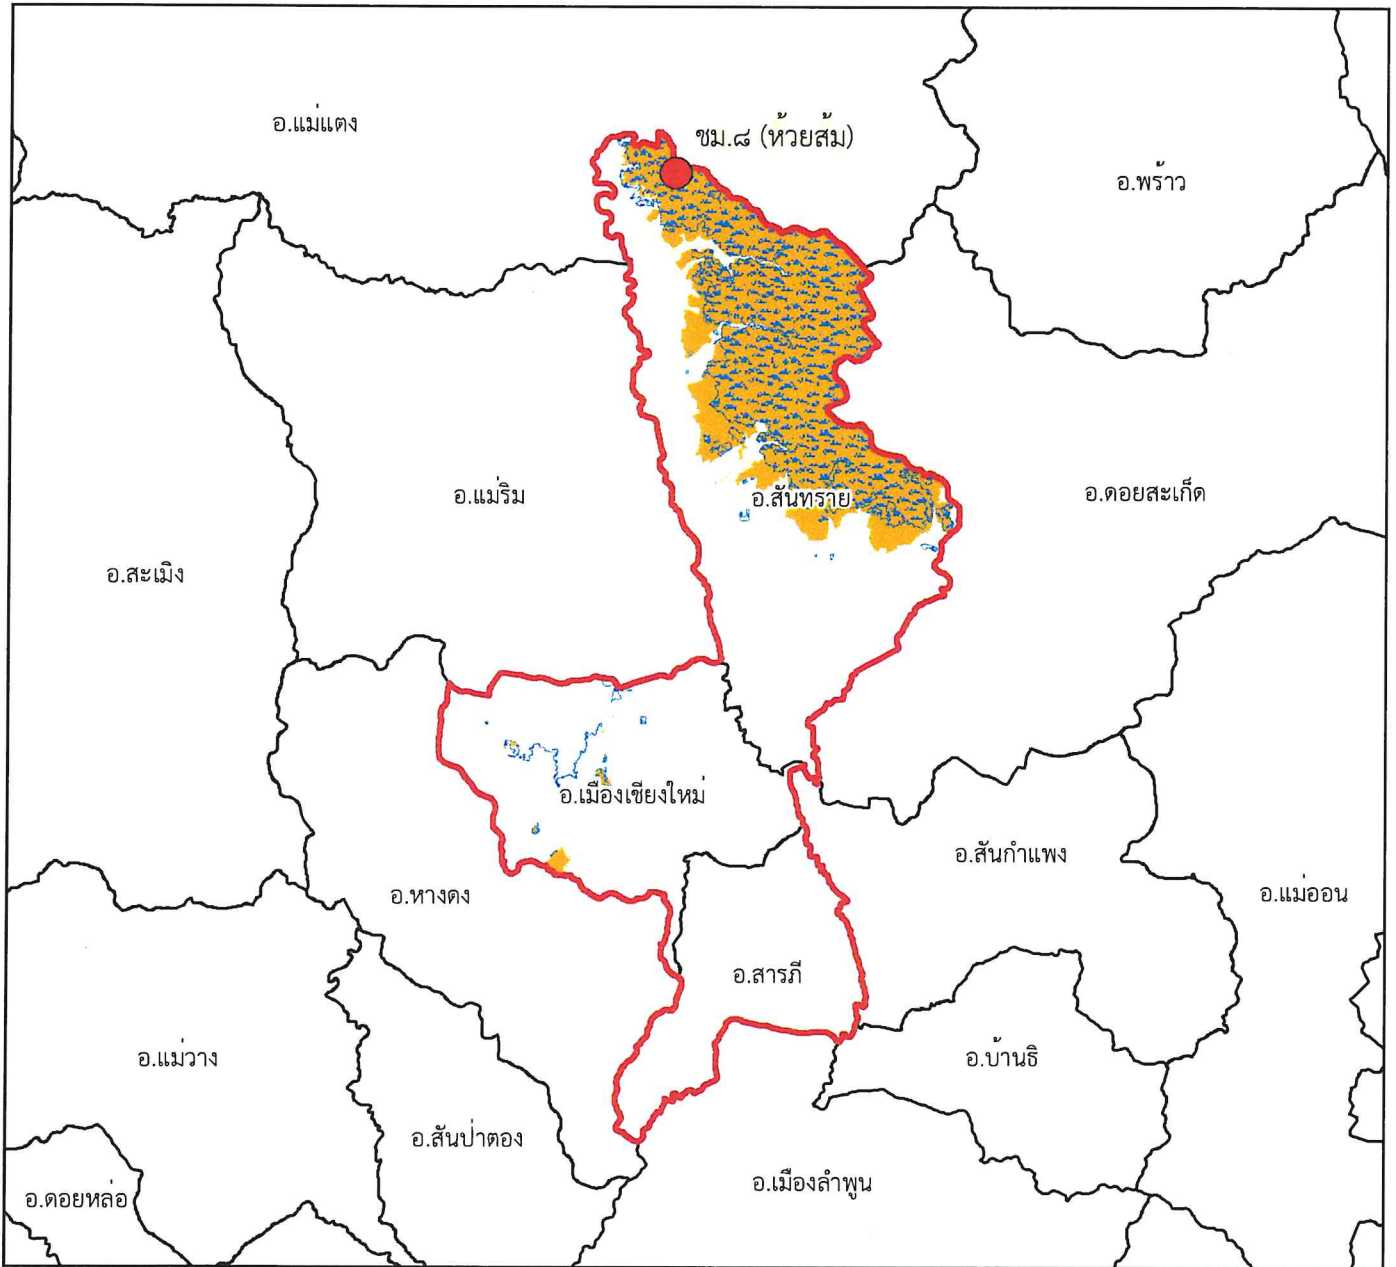 อ.แม่แตง
ชม.๘ (ห้วยส้ม)
อ.พร้าว
อ.แม่ริม
อ.สันทราย
อ.ดอยสะเก็ด
อ.สะเมิง
อ.เมืองเชียงใหม่
อ.สันกำแพง
อ.หางดง
อ.แม่ออน
อ.สารภี
อ.แม่วาง
อ.บ้านธิ
อ.สันป่าตอง
อ.เมืองลำพูน
อ.ดอยหล่อ